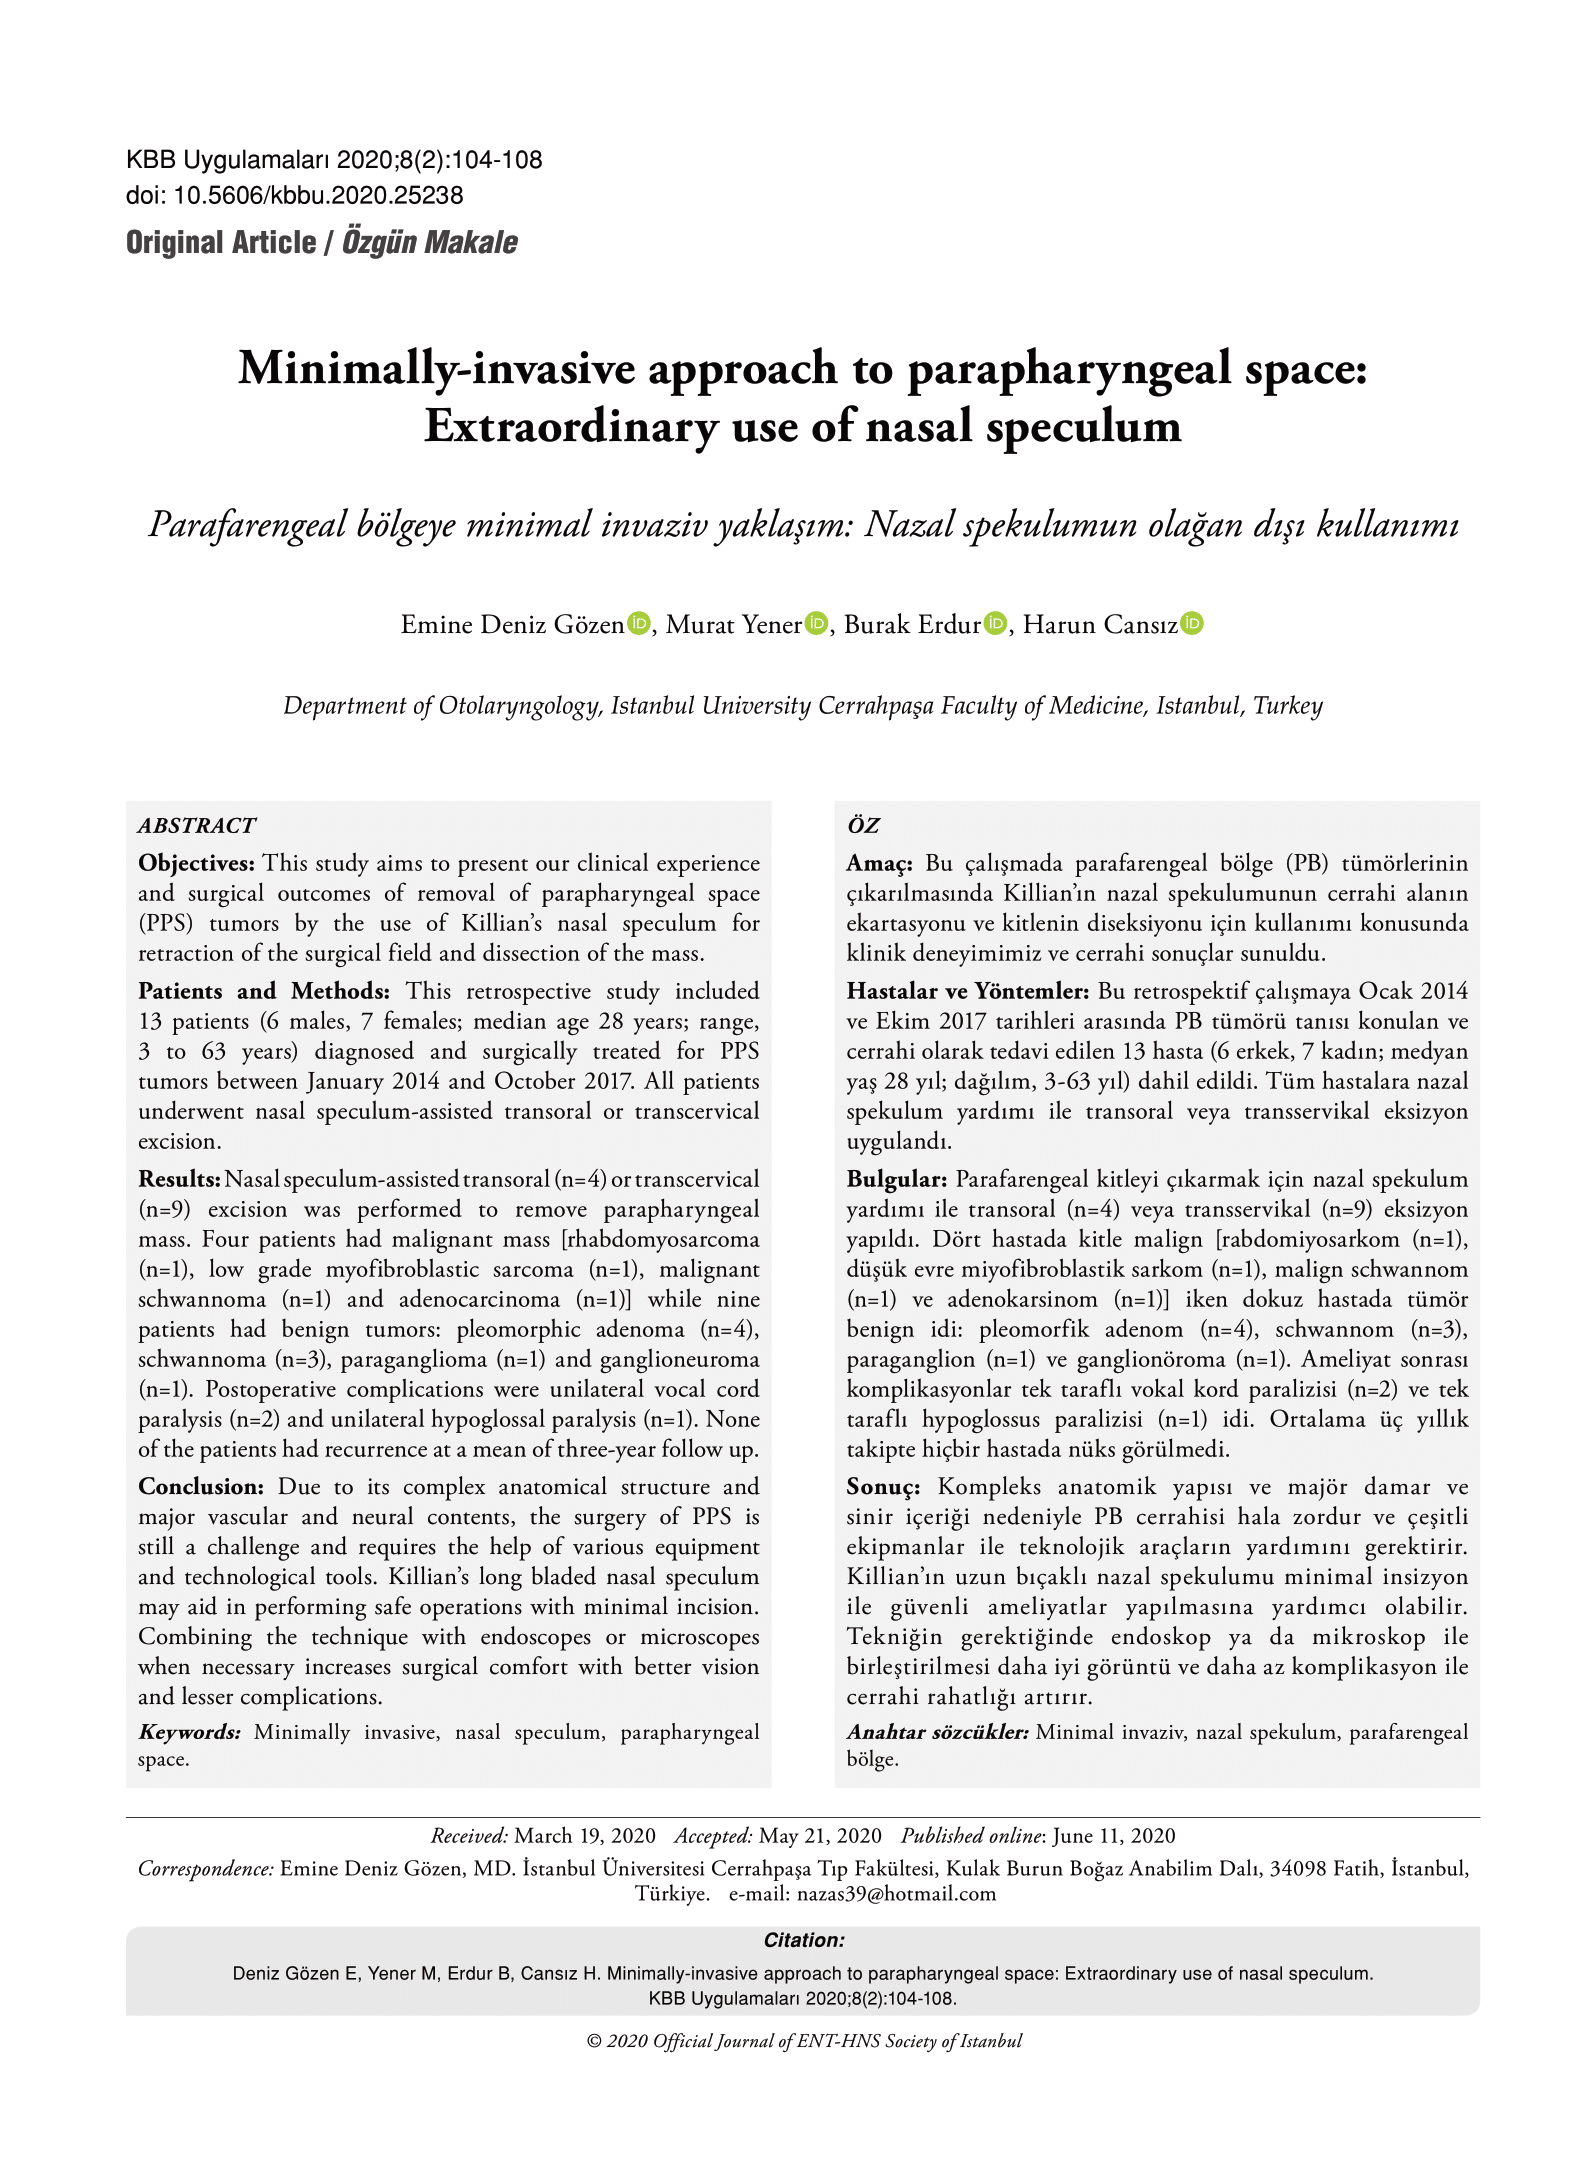 KBB Uygulamaları 2020;8(2):104-108
doi: 10.5606/kbbu.2020.25238
Original Article / Özgün Makale
Minimally-invasive approach to parapharyngeal space:
Extraordinary use of nasal speculum
Parafarengeal bölgeye minimal invaziv yaklaşım: Nazal spekulumun olağan dışı kullanımı
Emine Deniz Gözen iD, Murat Yener iD, Burak Erdur iD, Harun Cansız iD
Department of Otolaryngology, Istanbul University Cerrahpaşa Faculty of Medicine, Istanbul, Turkey
ABSTRACT
Objectives: This study aims to present our clinical experience
and surgical outcomes of removal of parapharyngeal space
(PPS) tumors by the use of Killian's nasal speculum for
retraction of the surgical field and dissection of the mass.
Patients and Methods: This retrospective study included
13 patients (6 males, 7 females; median age 28 years; range,
3 to 63 years) diagnosed and surgically treated for PPS
tumors between January 2014 and October 2017. All patients
underwent nasal speculum-assisted transoral or transcervical
excision.
Results: Nasal speculum-assisted transoral (n=4) or transcervical
(n=9) excision was performed to remove parapharyngeal
mass. Four patients had malignant mass [rhabdomyosarcoma
(n=1), low grade myofibroblastic sarcoma (n=1), malignant
schwannoma (n=1) and adenocarcinoma (n=1)] while nine
patients had benign tumors: pleomorphic adenoma (n=4),
schwannoma (n=3), paraganglioma (n=1) and ganglioneuroma
(n=1). Postoperative complications were unilateral vocal cord
paralysis (n=2) and unilateral hypoglossal paralysis (n=1). None
of the patients had recurrence at a mean of three-year follow up.
Conclusion: Due to its complex anatomical structure and
major vascular and neural contents, the surgery of PPS is
still a challenge and requires the help of various equipment
and technological tools. Killian's long bladed nasal speculum
may aid in performing safe operations with minimal incision.
Combining the technique with endoscopes or microscopes
when necessary increases surgical comfort with better vision
and lesser complications.
Keywords: Minimally invasive, nasal speculum, parapharyngeal
space.
ÖZ
Amaç: Bu çalışmada parafarengeal bölge (PB) tümörlerinin
çıkarılmasında Killian'ın nazal spekulumunun cerrahi alanın
ekartasyonu ve kitlenin diseksiyonu için kullanımı konusunda
klinik deneyimimiz ve cerrahi sonuçlar sunuldu.
Hastalar ve Yöntemler: Bu retrospektif çalışmaya Ocak 2014
ve Ekim 2017 tarihleri arasında PB tümörü tanısı konulan ve
cerrahi olarak tedavi edilen 13 hasta (6 erkek, 7 kadın; medyan
yaş 28 yıl; dağılım, 3-63 yıl) dahil edildi. Tüm hastalara nazal
spekulum yardımı ile transoral veya transservikal eksizyon
uygulandı.
Bulgular: Parafarengeal kitleyi çıkarmak için nazal spekulum
yardımı ile transoral (n=4) veya transservikal (n=9) eksizyon
yapıldı. Dört hastada kitle malign [rabdomiyosarkom (n=1),
düşük evre miyofibroblastik sarkom (n=1), malign schwannom
(n=1) ve adenokarsinom (n=1)] iken dokuz hastada tümör
benign idi: pleomorfik adenom (n=4), schwannom (n=3),
paraganglion (n=1) ve ganglionöroma (n=1). Ameliyat sonrası
komplikasyonlar tek taraflı vokal kord paralizisi (n=2) ve tek
taraflı hypoglossus paralizisi (n=1) idi. Ortalama üç yıllık
takipte hiçbir hastada nüks görülmedi.
Sonuç: Kompleks anatomik yapısı ve majör damar ve
sinir içeriği nedeniyle PB cerrahisi hala zordur ve çeşitli
ekipmanlar ile teknolojik araçların yardımını gerektirir.
Killian'ın uzun bıçaklı nazal spekulumu minimal insizyon
ile güvenli ameliyatlar yapılmasına yardımcı olabilir.
Tekniğin gerektiğinde endoskop ya da mikroskop ile
birleştirilmesi daha iyi görüntü ve daha az komplikasyon ile
cerrahi rahatlığı artırır.
Anahtar sözcükler: Minimal invaziv, nazal spekulum, parafarengeal
bölge.
Received: March 19, 2020 Accepted: May 21, 2020 Published online: June 11, 2020
Correspondence: Emine Deniz Gözen, MD. İstanbul Üniversitesi Cerrahpaşa Tıp Fakültesi, Kulak Burun Boğaz Anabilim Dalı, 34098 Fatih, İstanbul,
Türkiye. e-mail: nazas39@hotmail.com
Citation:
Deniz Gözen E, Yener M, Erdur B, Cansız H. Minimally-invasive approach to parapharyngeal space: Extraordinary use of nasal speculum.
KBB Uygulamaları 2020;8(2):104-108.
© 2020 Official Journal of ENT-HNS Society of Istanbul